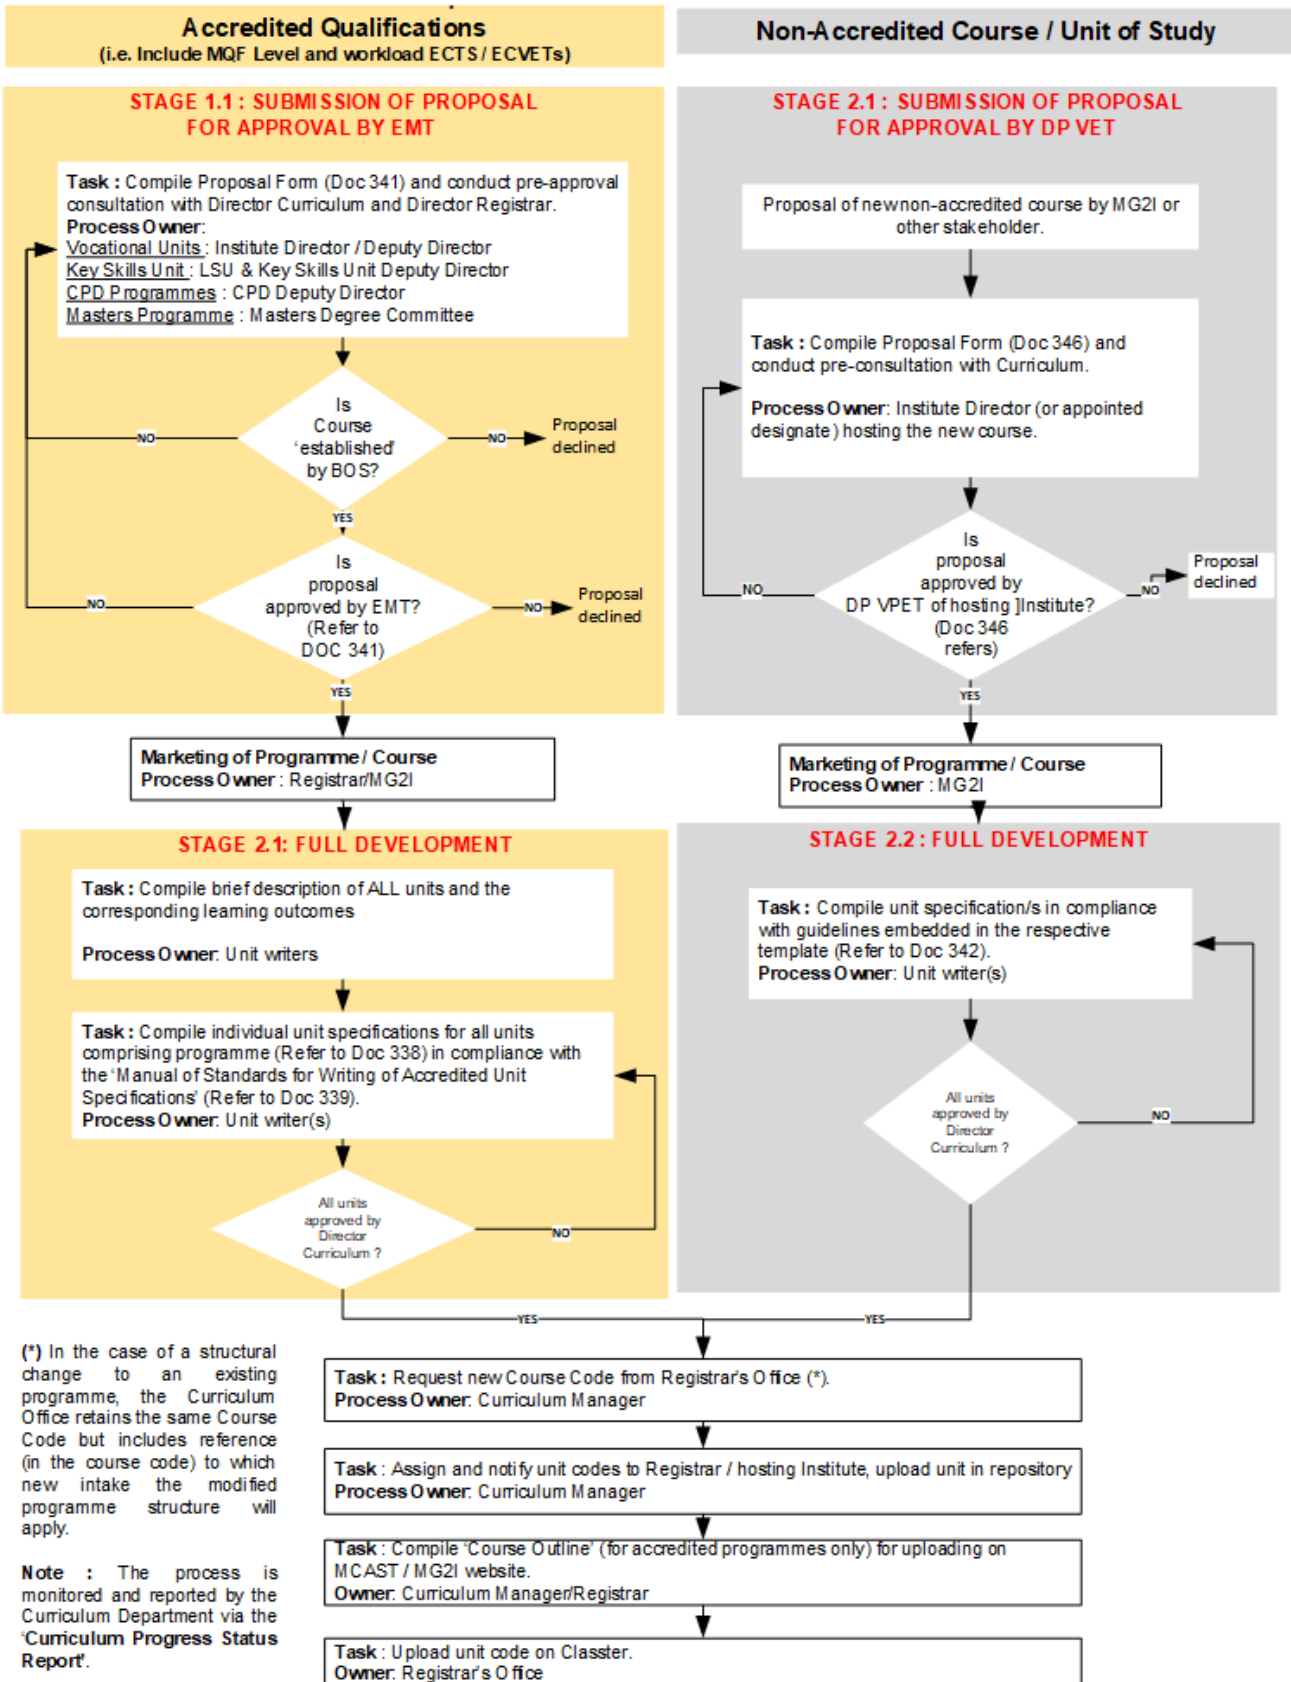 Accredited Qualifications
(i.e. Include MQF Level and workload ECTS / ECVETs)
STAGE 1.1 : SUBMISSION OF PROPOSAL
FOR APPROVAL BY EMT
Task : Compile Proposal Form (Doc 341) and conduct pre-approval
consultation with Director Curriculum and Director Registrar.
Process Owner:
Vocational Units : Institute Director / Deputy Director
Key Skills Unit : LSU & Key Skills Unit Deputy Director
CPD Programmes : CPD Deputy Director
Masters Programme : Masters Degree Committee
Is
Course
‘established’
by BOS?
NO
NO
Proposal
declined
YES
Is
proposal
approved by EMT?
(Refer to
DOC 341)
NO
NO
Proposal
declined
YES
Marketing of Programme / Course
Process Owner : Registrar/MG2I
STAGE 2.1: FULL DEVELOPMENT
Task : Compile brief description of ALL units and the
corresponding learning outcomes
Process Owner: Unit writers
Task : Compile individual unit specifications for all units
comprising programme (Refer to Doc 338) in compliance with
the ‘Manual of Standards for Writing of Accredited Unit
Specifications’ (Refer to Doc 339).
Process Owner: Unit writer(s)
All units
approved by
Director
Curriculum ?
NO
YES
Non-Accredited Course / Unit of Study
STAGE 2.1 : SUBMISSION OF PROPOSAL
FOR APPROVAL BY DP VET
Proposal of new non-accredited course by MG2I or
other stakeholder.
Task : Compile Proposal Form (Doc 346) and
conduct pre-consultation with Curriculum.
Process Owner: Institute Director (or appointed
designate) hosting the new course.
Is
proposal
approved by
DP VPET of hosting ]Institute?
(Doc 346
refers)
NO
NO
Proposal
declined
YES
Marketing of Programme / Course
Process Owner : MG2I
STAGE 2.2 : FULL DEVELOPMENT
Task : Compile unit specification/s in compliance
with guidelines embedded in the respective
template (Refer to Doc 342).
Process Owner: Unit writer(s)
All units
approved by
Director
Curriculum ?
NO
YES
(*) In the case of a structural
change to an existing
programme, the Curriculum
Office retains the same Course
Code but includes reference
(in the course code) to which
new intake the modified
programme structure will
apply.
Note : The process is
monitored and reported by the
Curriculum Department via the
‘Curriculum Progress Status
Report’.
Task : Request new Course Code from Registrar's Office (*).
Process Owner: Curriculum Manager
Task : Assign and notify unit codes to Registrar / hosting Institute, upload unit in repository
Process Owner: Curriculum Manager
Task : Compile ‘Course Outline’ (for accredited programmes only) for uploading on
MCAST / MG2I website.
Owner: Curriculum Manager/Registrar
Task : Upload unit code on Classter.
Owner: Registrar's Office